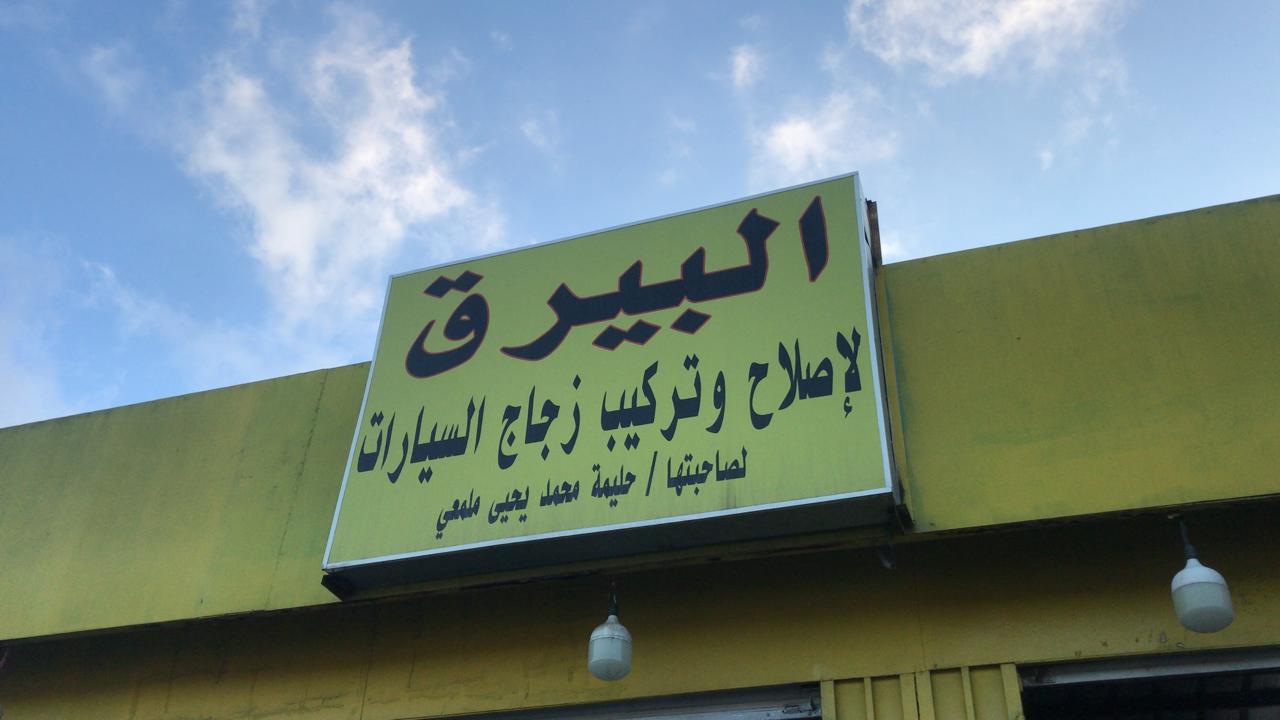 البيرق
لإصلاح وتركيب زجاج السيارات
لصاحبتها / حليمة محمد يحيى ملمعي